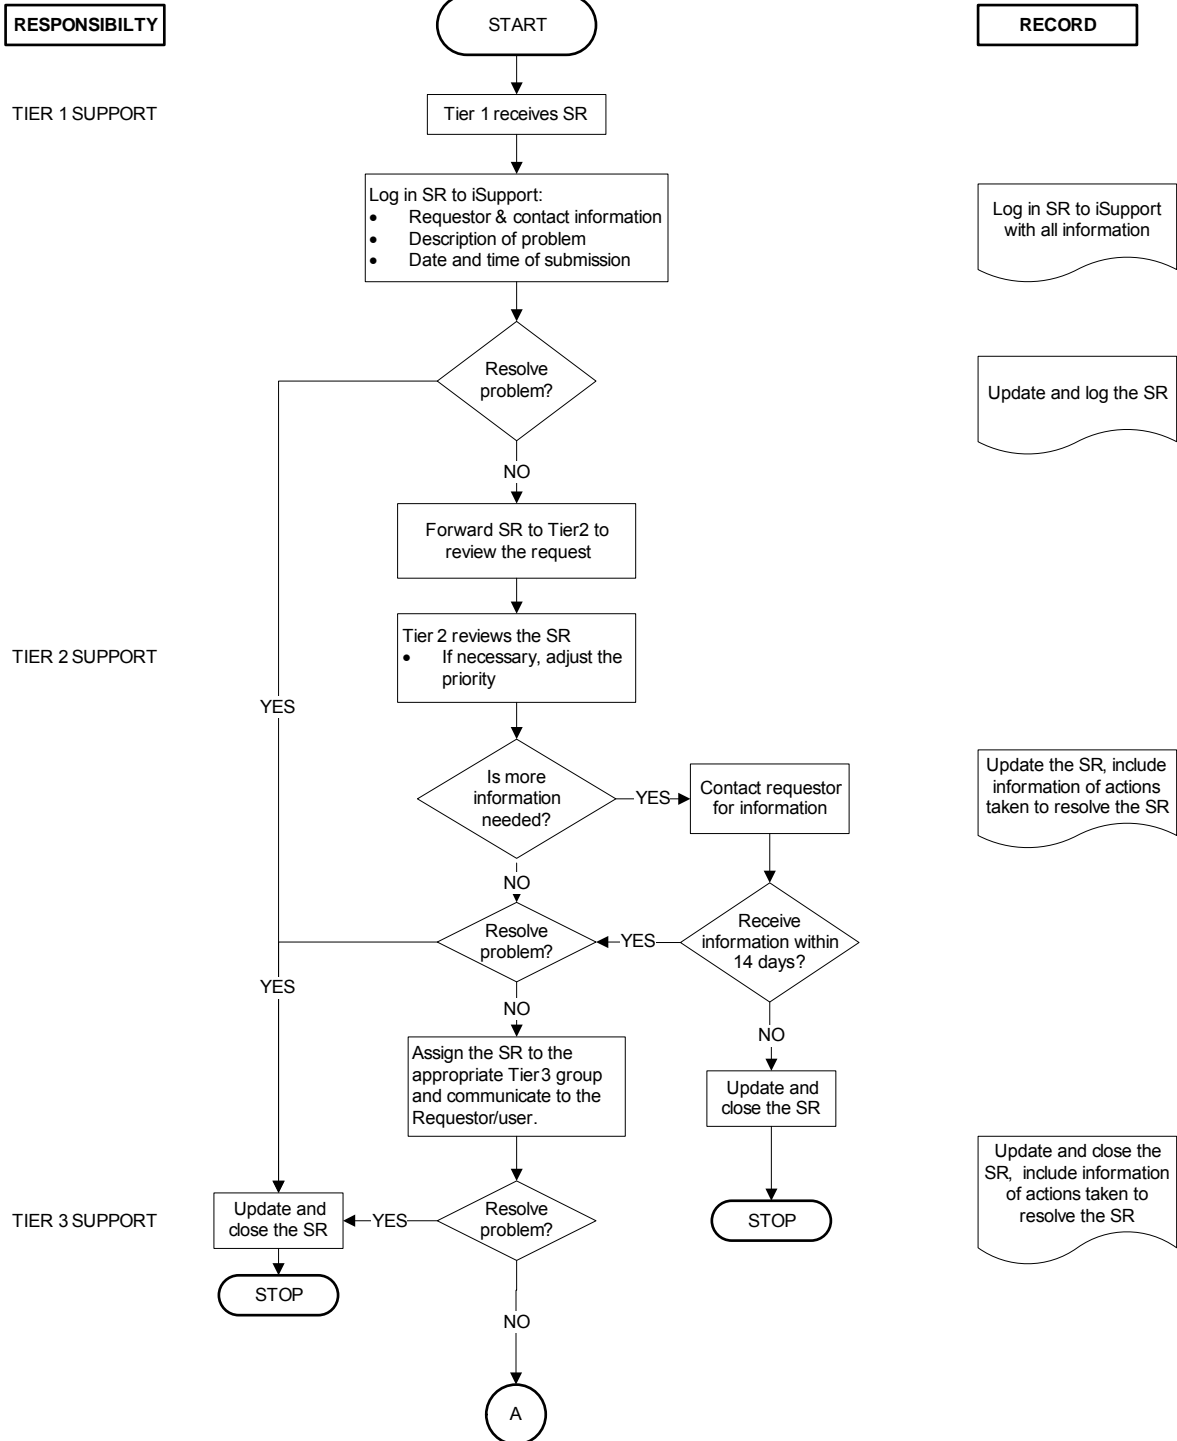 RESPONSIBILTY
START
RECORD
TIER 1 SUPPORT
Tier 1 receives SR
Log in SR to iSupport:
• Requestor & contact information
• Description of problem
• Date and time of submission
Log in SR to iSupport
with all information
Resolve
problem?
Update and log the SR
NO
Forward SR to Tier2 to
review the request
TIER 2 SUPPORT
Tier 2 reviews the SR
• If necessary, adjust the
priority
YES
Is more
information
needed?
YES
Contact requestor
for information
Update the SR, include
information of actions
taken to resolve the SR
NO
Resolve
problem?
YES
Receive
information within
14 days?
YES
NO
NO
Assign the SR to the
appropriate Tier3 group
and communicate to the
Requestor/user.
Update and
close the SR
TIER 3 SUPPORT
Update and
close the SR
YES
Resolve
problem?
STOP
Update and close the
SR, include information
of actions taken to
resolve the SR
STOP
NO
A